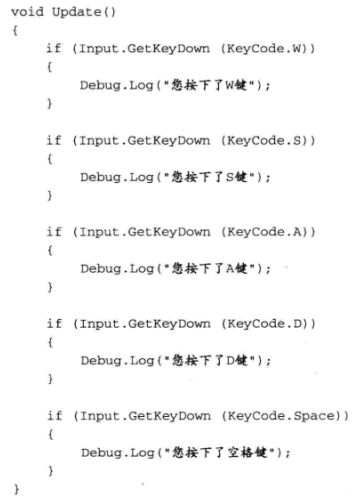 void Update()
{
if (Input.GetKeyDown (KeyCode.W))
{
Debug.Log("您按下了W键");
}
if (Input.GetKeyDown (KeyCode.S))
{
Debug.Log("您按下了S键");
}
if (Input.GetKeyDown (KeyCode.A))
{
Debug.Log("您按下了A键");
}
if (Input.GetKeyDown (KeyCode.D))
{
Debug.Log("您按下了D键");
}
if (Input.GetKeyDown (KeyCode.Space))
{
Debug.Log("您按下了空格键");
}
}